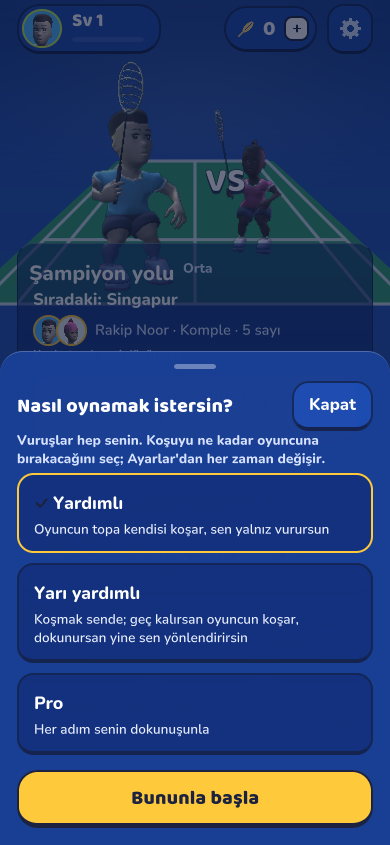 Sv 1
0
+
VS
Şampiyon yolu Orta
Sıradaki: Singapur
Rakip Noor · Komple · 5 sayı
Nasıl oynamak istersin?
Kapat
Vuruşlar hep senin. Koşuyu ne kadar oyuncuna
bırakacağını seç; Ayarlar'dan her zaman değişir.
✓ Yardımlı
Oyuncun topa kendisi koşar, sen yalnız vurursun
Yarı yardımlı
Koşmak sende; geç kalırsan oyuncun koşar,
dokunursan yine sen yönlendirirsin
Pro
Her adım senin dokunuşunla
Bununla başla